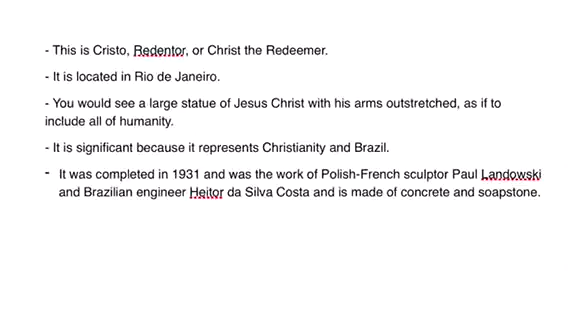 - This is Cristo, Redentor, or Christ the Redeemer.
- It is located in Rio de Janeiro.
- You would see a large statue of Jesus Christ with his arms outstretched, as if to
include all of humanity.
- It is significant because it represents Christianity and Brazil.
- It was completed in 1931 and was the work of Polish-French sculptor Paul Landowski
and Brazilian engineer Heitor da Silva Costa and is made of concrete and soapstone.